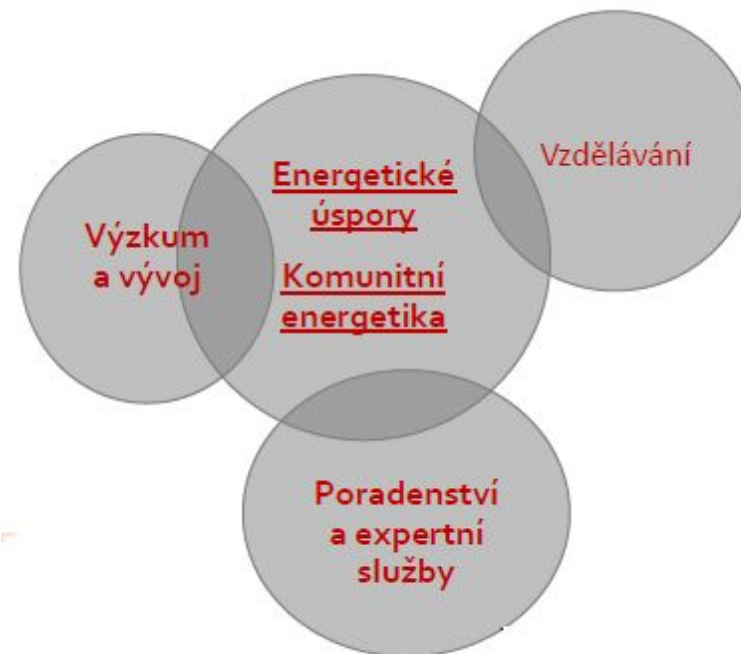 Energetické
úspory
Komunitní
energetika
Vzdělávání
Výzkum
a vývoj
Poradenství
a expertní
služby